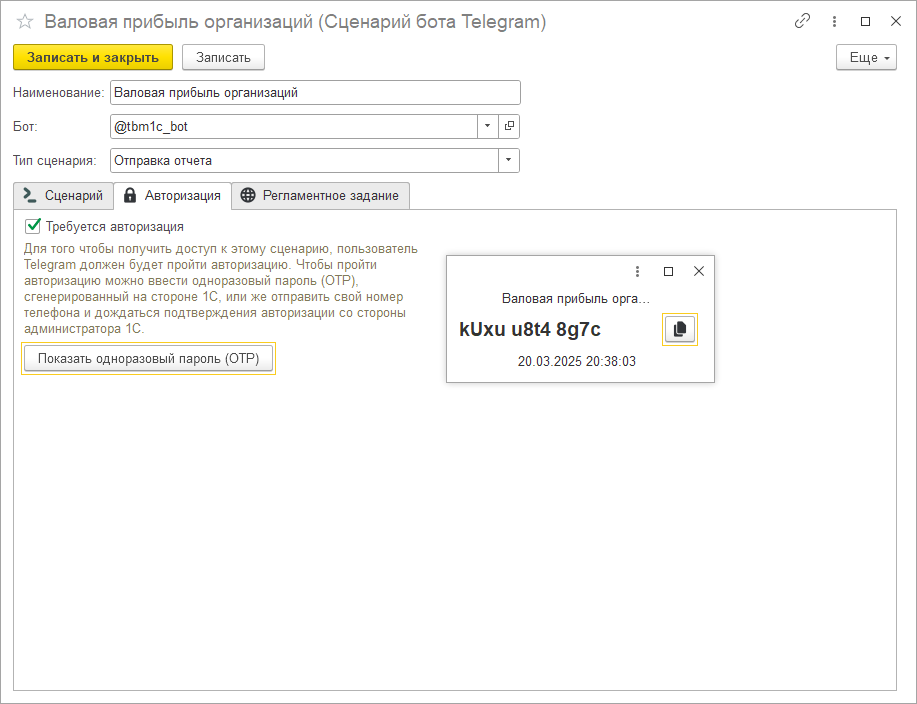 Валовая прибыль организаций (Сценарий бота Telegram)
Записать и закрыть
Записать
Еще
Наименование:
Валовая прибыль организаций
Бот:
@tbm1c_bot
Тип сценария:
Отправка отчета
Сценарий
Авторизация
Регламентное задание
Требуется авторизация
Для того чтобы получить доступ к этому сценарию, пользователь
Telegram должен будет пройти авторизацию. Чтобы пройти
авторизацию можно ввести одноразовый пароль (OTP),
сгенерированный на стороне 1С, или же отправить свой номер
телефона и дождаться подтверждения авторизации со стороны
администратора 1С.
Показать одноразовый пароль (OTP)
Валовая прибыль орга...
kUxu u8t4 8g7c
20.03.2025 20:38:03